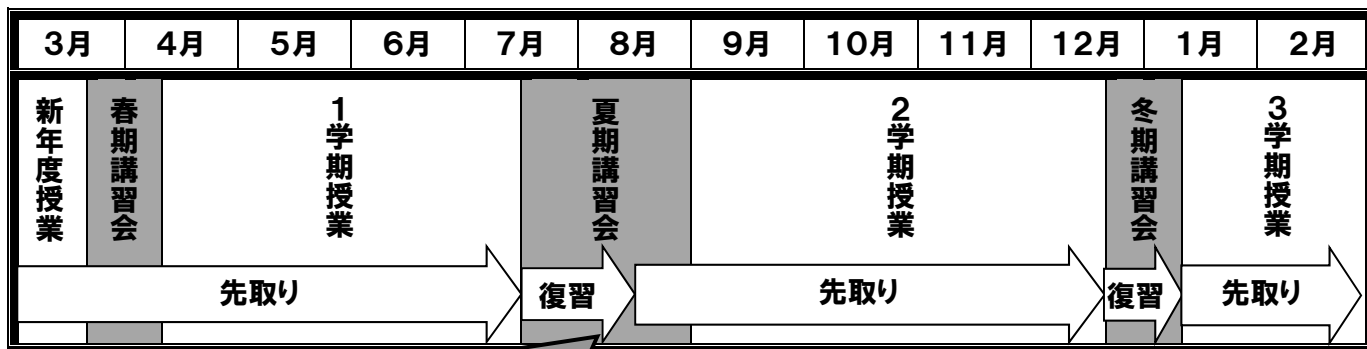 3月 4月 5月 6月 7月 8月 9月 10月 11月 12月 1月 2月
新年度授業
春期講習会
1学期授業
夏期講習会
2学期授業
冬期講習会
3学期授業
先取り 復習 先取り 復習 先取り